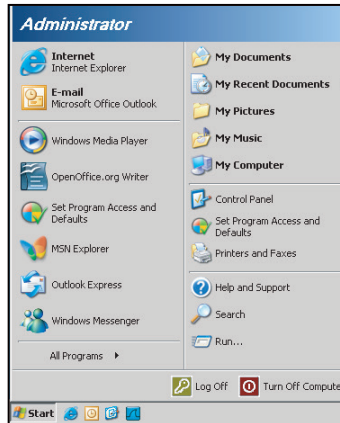 Administrator
Internet
Internet Explorer
E-mail
Microsoft Office Outlook
Windows Media Player
OpenOffice.org Writer
Set Program Access and
Defaults
MSN Explorer
Outlook Express
Windows Messenger
All Programs
My Documents
My Recent Documents
My Pictures
My Music
My Computer
Control Panel
Set Program Access and
Defaults
Printers and Faxes
Help and Support
Search
Run...
Log Off
Turn Off Compute
Start